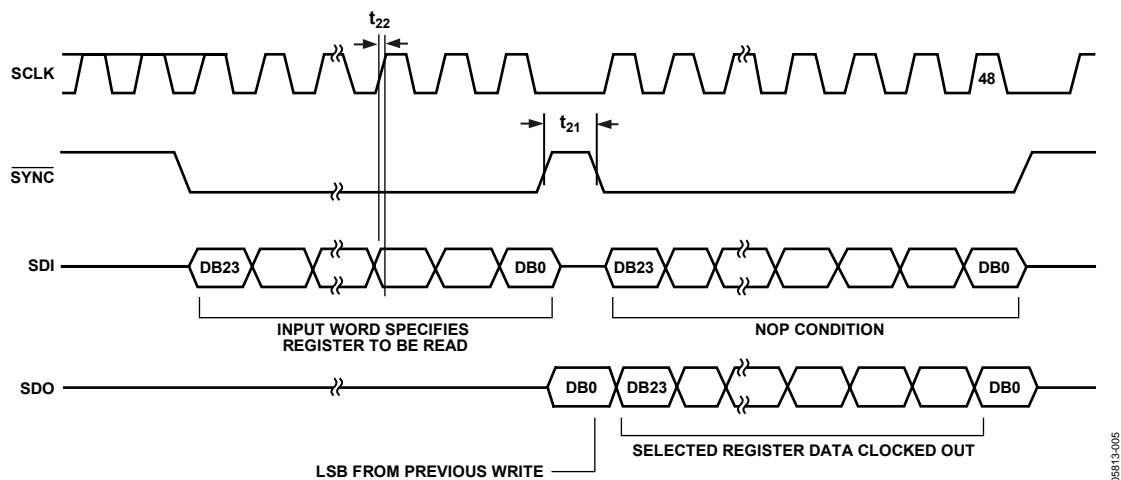 t22
SCLK
48
t21
SYNC
SDI
DB23
DB0
DB23
DB0
INPUT WORD SPECIFIES
REGISTER TO BE READ
NOP CONDITION
SDO
DB0
DB23
DB0
SELECTED REGISTER DATA CLOCKED OUT
LSB FROM PREVIOUS WRITE
05813-005